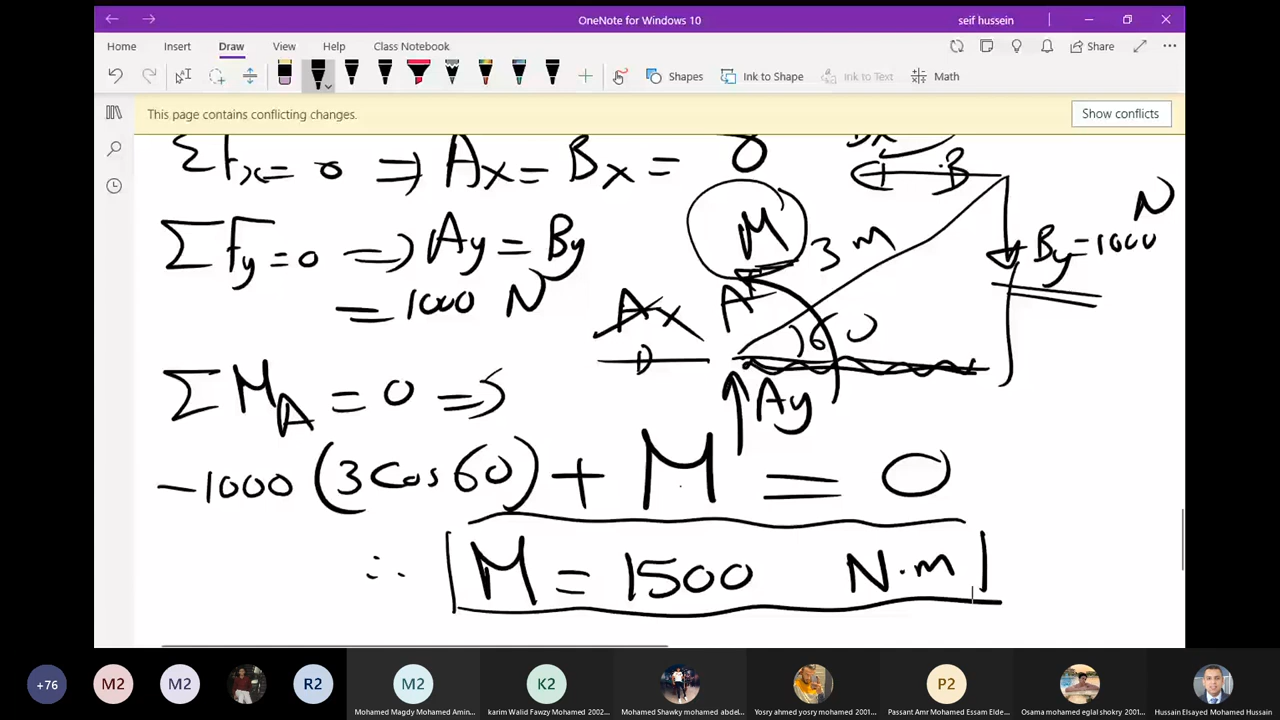 OneNote for Windows 10
seif hussein
Home Insert Draw View Help Class Notebook
Share
Shapes Ink to Shape Ink to Text Math
This page contains conflicting changes.
Show conflicts
ΣFx = 0 ⇒ Ax = Bx = 0
Bx
B
ΣFy = 0 ⇒ Ay = By
= 1000 N
M
3 m
N
By = 1000
Ax
A
60
Ay
ΣM_A = 0 ⇒
-1000 (3 cos 60) + M = 0
∴ M = 1500 N.m
+76 M2 M2 R2 M2 K2 P2
Mohamed Magdy Mohamed Amin... karim Walid Fawzy Mohamed 2002... Mohamed Shawky mohamed abdel... Yosry ahmed yosry mohamed 2001... Passant Amr Mohamed Essam Elde... Osama mohamed eglal shokry 2001... Hussian Elsayed Mohamed Hussain